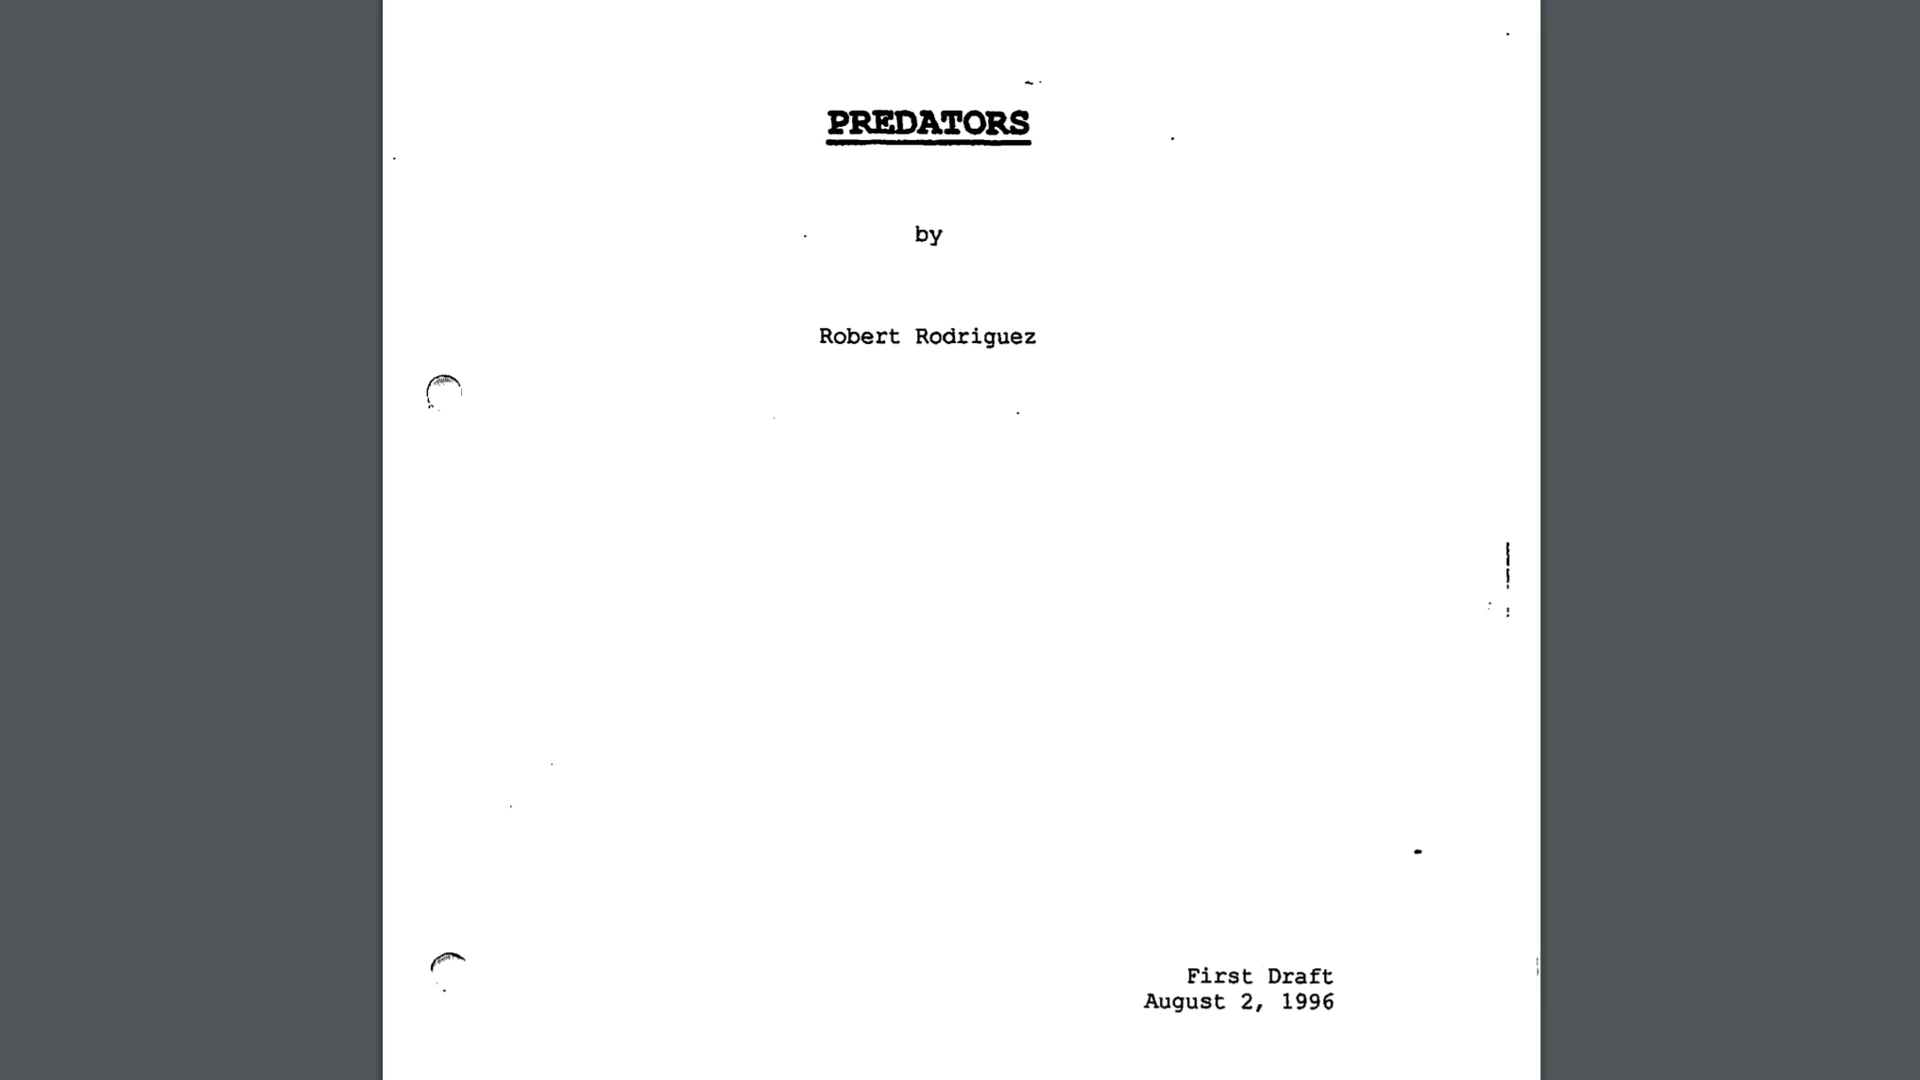 PREDATORS
by
Robert Rodriguez
First Draft
August 2, 1996